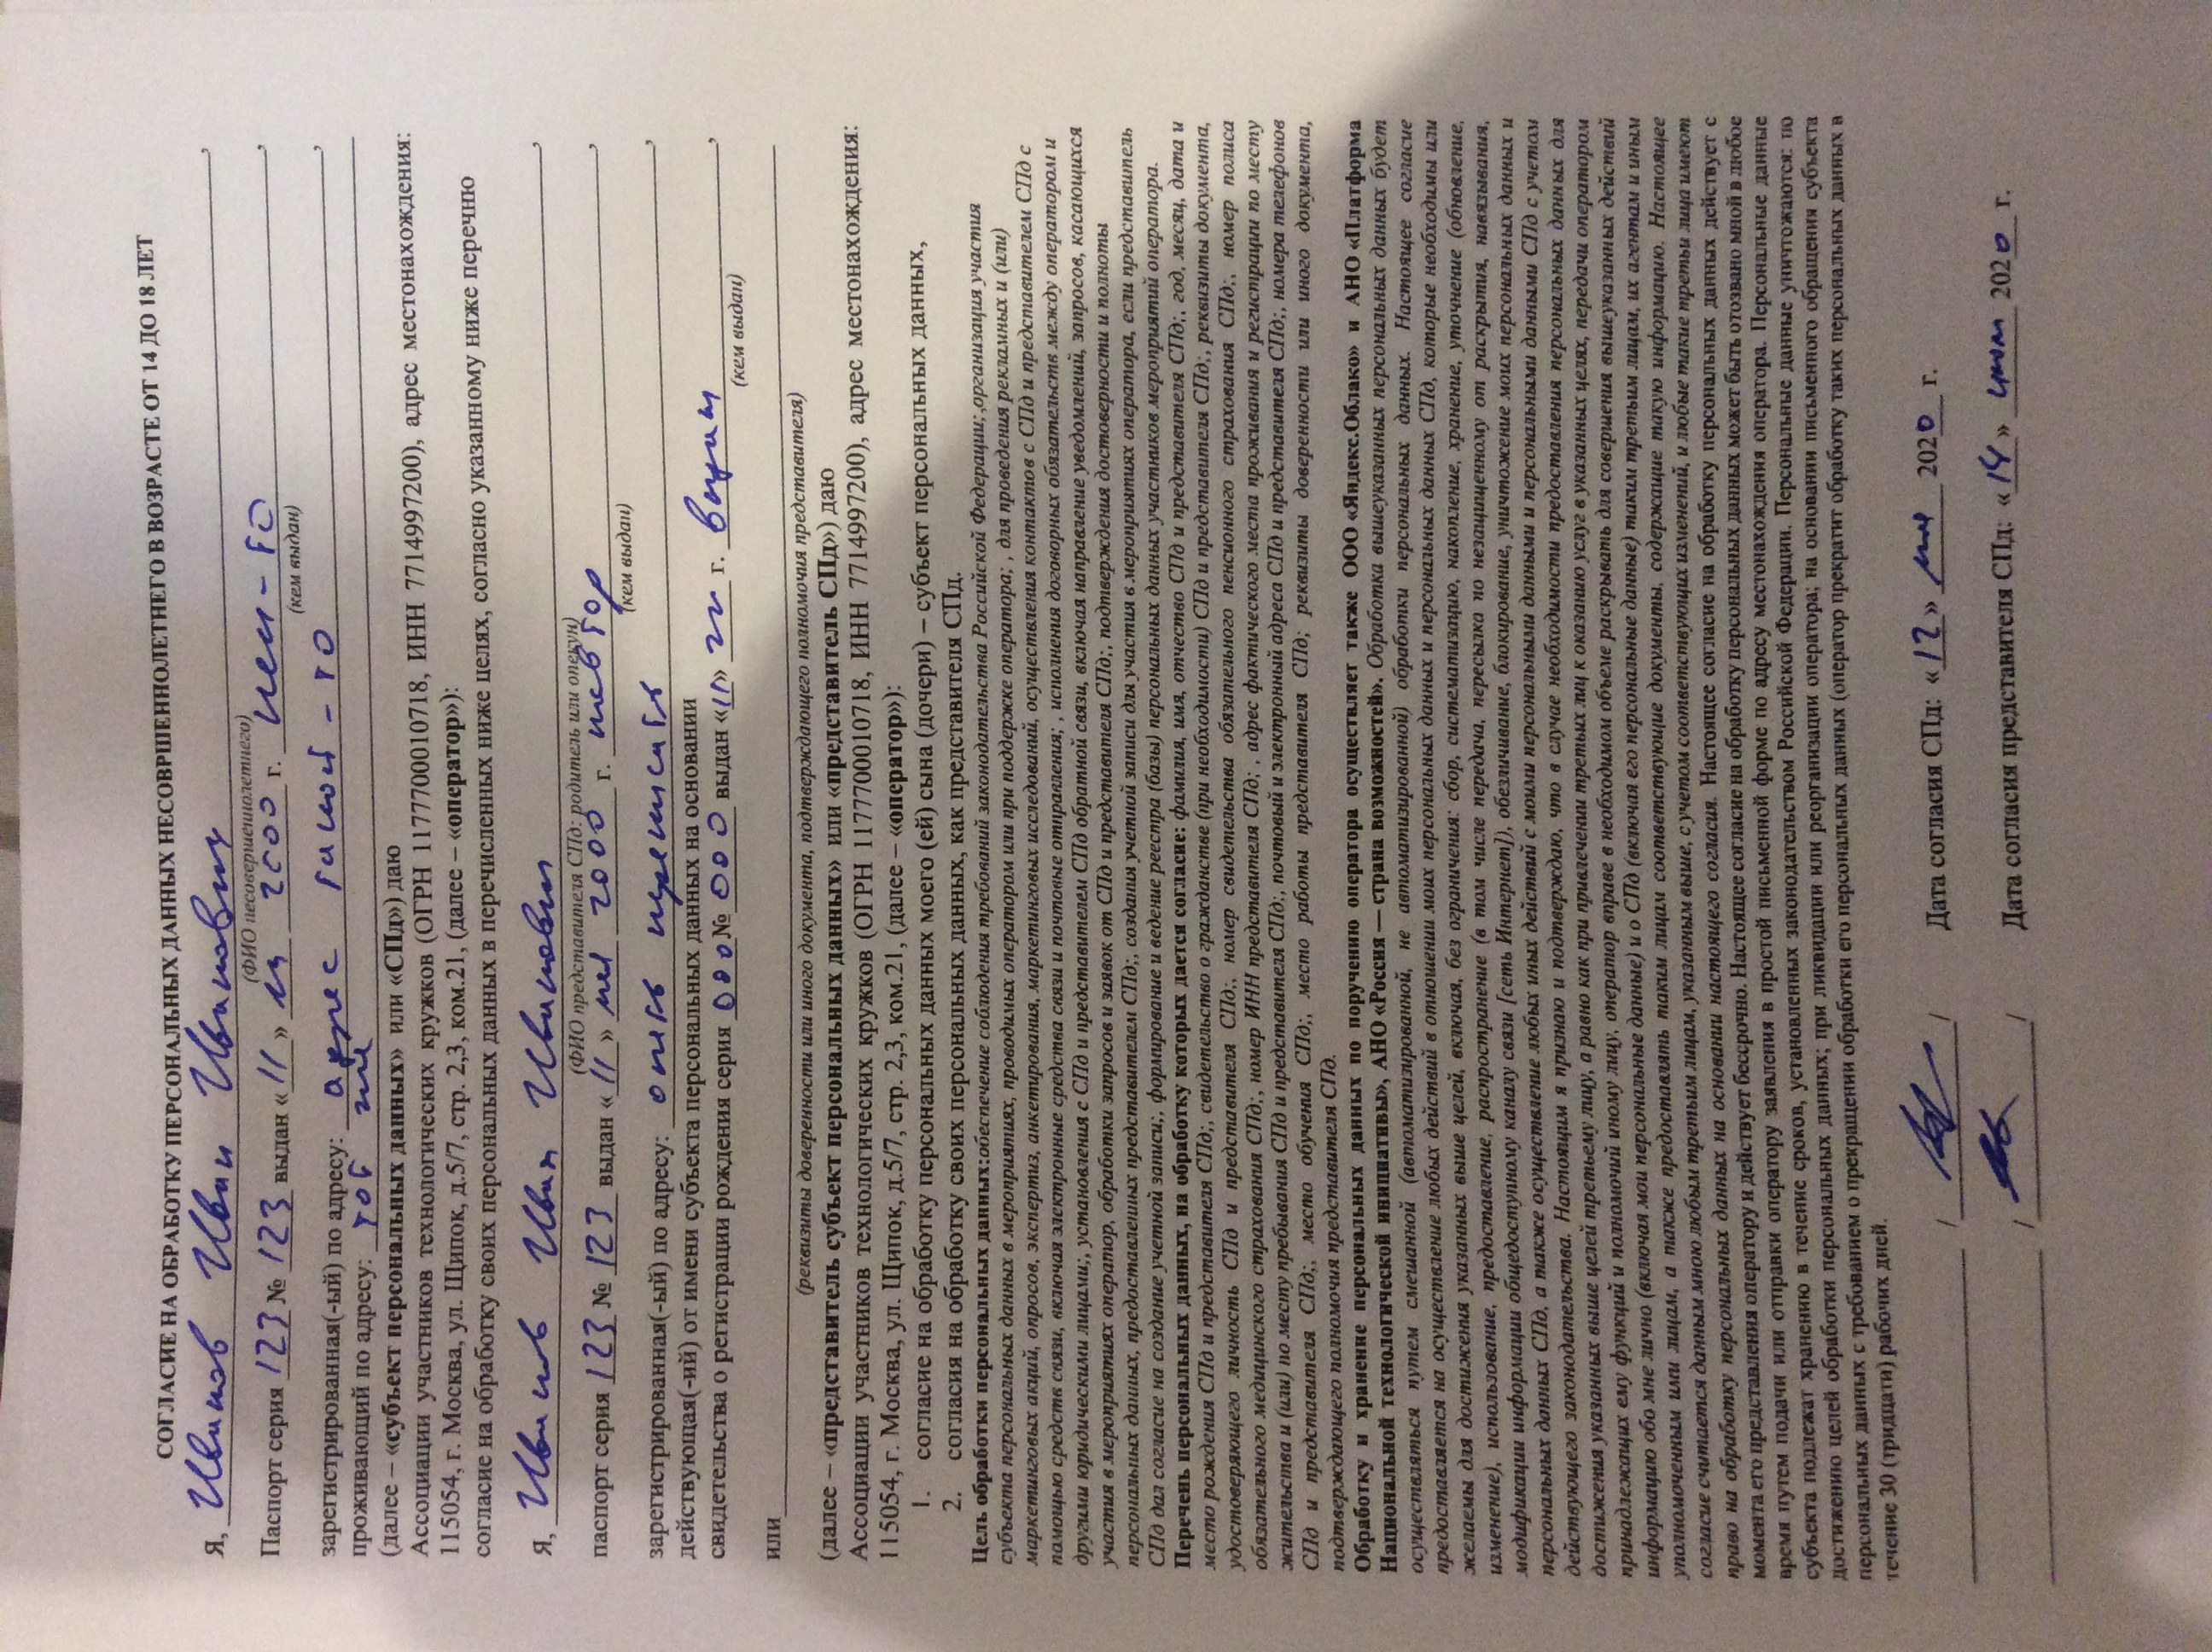 СОГЛАСИЕ НА ОБРАБОТКУ ПЕРСОНАЛЬНЫХ ДАННЫХ НЕСОВРШЕННОЛЕТНЕГО В ВОЗРАСТЕ ОТ 14 ДО 18 ЛЕТ
Я, Иванов Иван Иванович,
(ФИО несовершеннолетнего)
Паспорт серия 123 № 123 выдан «11» 2000 г. кем-то,
(кем выдан)
зарегистрированная(-ый) по адресу: адрес такой-то,
проживающий по адресу: тот же
(далее – «субъект персональных данных» или «СПд») даю
Ассоциации участников технологических кружков (ОГРН 1177700010718, ИНН 7714997200), адрес местонахождения:
115054, г. Москва, ул. Щипок, д.5/7, стр. 2,3, ком.21, (далее – «оператор»):
согласие на обработку своих персональных данных в перечисленных ниже целях, согласно указанному ниже перечню
Я, Иванов Иван Иванович,
(ФИО представителя СПд: родитель или опекун)
паспорт серия 123 № 123 выдан «11» мая 2000 г.,
(кем выдан)
зарегистрированная(-ый) по адресу: опять переписать,
действующая(-ий) от имени субъекта персональных данных на основании
свидетельства о регистрации рождения серия 000 № 000 выдан «11» г.,
(кем выдан)
или
(реквизиты доверенности или иного документа, подтверждающего полномочия представителя)
(далее – «представитель субъект персональных данных» или «представитель СПд») даю
Ассоциации участников технологических кружков (ОГРН 1177700010718, ИНН 7714997200), адрес местонахождения:
115054, г. Москва, ул. Щипок, д.5/7, стр. 2,3, ком.21, (далее – «оператор»):
1. согласие на обработку персональных данных моего (ей) сына (дочери) – субъект персональных данных,
2. согласия на обработку своих персональных данных, как представителя СПд.
Цель обработки персональных данных:обеспечение соблюдения требований законодательства Российской Федерации;,организация участия
субъекта персональных данных в мероприятиях, проводимых оператором или при поддержке оператора; , для проведения рекламных и (или)
маркетинговых акций, опросов, экспертиз, анкетирования, маркетинговых исследований, осуществления контактов с СПд и представителем СПд с
помощью средств связи, включая электронные средства связи и почтовые отправления; , исполнения договорных обязательств между оператором и
другими юридическими лицами;, установления с СПд и представителем СПд обратной связи, включая направление уведомлений, запросов, касающихся
участия в мероприятиях оператор, обработки запросов и заявок от СПд и представителя СПд;, подтверждения достоверности и полноты
персональных данных, предоставленных представителем СПд;, создания учетной записи для участия в мероприятиях оператора, если представитель
СПд дал согласие на создание учетной записи;, формирование и ведение реестра (базы) персональных данных участников мероприятий оператора.
Перечень персональных данных, на обработку которых дается согласие: фамилия, имя, отчество СПд и представителя СПд;, год, месяц, дата и
место рождения СПд и представителя СПд;, свидетельство о гражданстве (при необходимости) СПд и представителя СПд;, реквизиты документа,
удостоверяющего личность СПд и представителя СПд;, номер свидетельства обязательного пенсионного страхования СПд;, номер полиса
обязательного медицинского страхования СПд;, номер ИНН представителя СПд; , адрес фактического места проживания и регистрации по месту
жительства и (или) по месту пребывания СПд и представителя СПд;, почтовый и электронный адреса СПд и представителя СПд;, номера телефонов
СПд и представителя СПд;, место обучения СПд;, место работы представителя СПд; реквизиты доверенности или иного документа,
подтверждающего полномочия представителя СПд.
Обработку и хранение персональных данных по поручению оператора осуществляет также ООО «Яндекс.Облако» и АНО «Платформа
Национальной технологической инициативы», АНО «Россия — страна возможностей». Обработка вышеуказанных персональных данных будет
осуществляться путем смешанной (автоматизированной, не автоматизированной) обработки персональных данных. Настоящее согласие
предоставляется на осуществление любых действий в отношении моих персональных данных и персональных данных СПд, которые необходимы или
желаемы для достижения указанных выше целей, включая, без ограничения: сбор, систематизацию, накопление, хранение, уточнение (обновление,
изменение), использование, предоставление, распространение (в том числе передача, пересылка по незащищенному от раскрытия, навязывания,
модификации информации общедоступному каналу связи [сеть Интернет]), обезличивание, блокирование, уничтожение моих персональных данных и
персональных данных СПд, а также осуществление любых иных действий с моими персональными данными и персональными данными СПд с учетом
действующего законодательства. Настоящим я признаю и подтверждаю, что в случае необходимости предоставления персональных данных для
достижения указанных выше целей третьему лицу, а равно как при привлечении третьих лиц к оказанию услуг в указанных целях, передачи оператором
принадлежащих ему функций и полномочий иному лицу, оператор вправе в необходимом объеме раскрывать для совершения вышеуказанных действий
информацию обо мне лично (включая мои персональные данные) и о СПд (включая его персональные данные) таким третьим лицам, их агентам и иным
уполномоченным ими лицам, а также предоставлять таким лицам соответствующие документы, содержащие такую информацию. Настоящее
согласие считается данным мною любым третьим лицам, указанным выше, с учетом соответствующих изменений, и любые такие третьи лица имеют
право на обработку персональных данных на основании настоящего согласия. Настоящее согласие на обработку персональных данных действует с
момента его представления оператору и действует бессрочно. Настоящее согласие на обработку персональных данных может быть отозвано мной в любое
время путем подачи или отправки оператору заявления в простой письменной форме по адресу местонахождения оператора. Персональные данные
субъекта подлежат хранению в течение сроков, установленных законодательством Российской Федерации. Персональные данные уничтожаются: по
достижению целей обработки персональных данных; при ликвидации или реорганизации оператора; на основании письменного обращения субъекта
персональных данных с требованием о прекращении обработки его персональных данных (оператор прекратит обработку таких персональных данных в
течение 30 (тридцати) рабочих дней.
/ / Дата согласия СПд: «12» мая 2020 г.
/ / Дата согласия представителя СПд: «14» 2020 г.